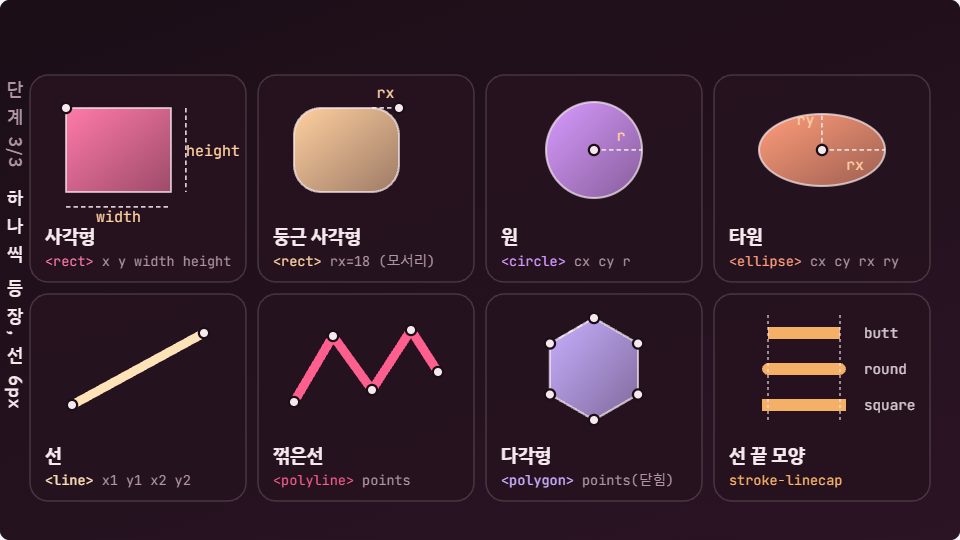 단계 3/3 하나씩 등장, 선 6px
height
width
사각형
<rect> x y width height
rx
둥근 사각형
<rect> rx=18 (모서리)
r
원
<circle> cx cy r
ry
rx
타원
<ellipse> cx cy rx ry
선
<line> x1 y1 x2 y2
꺾은선
<polyline> points
다각형
<polygon> points(닫힘)
butt
round
square
선 끝 모양
stroke-linecap